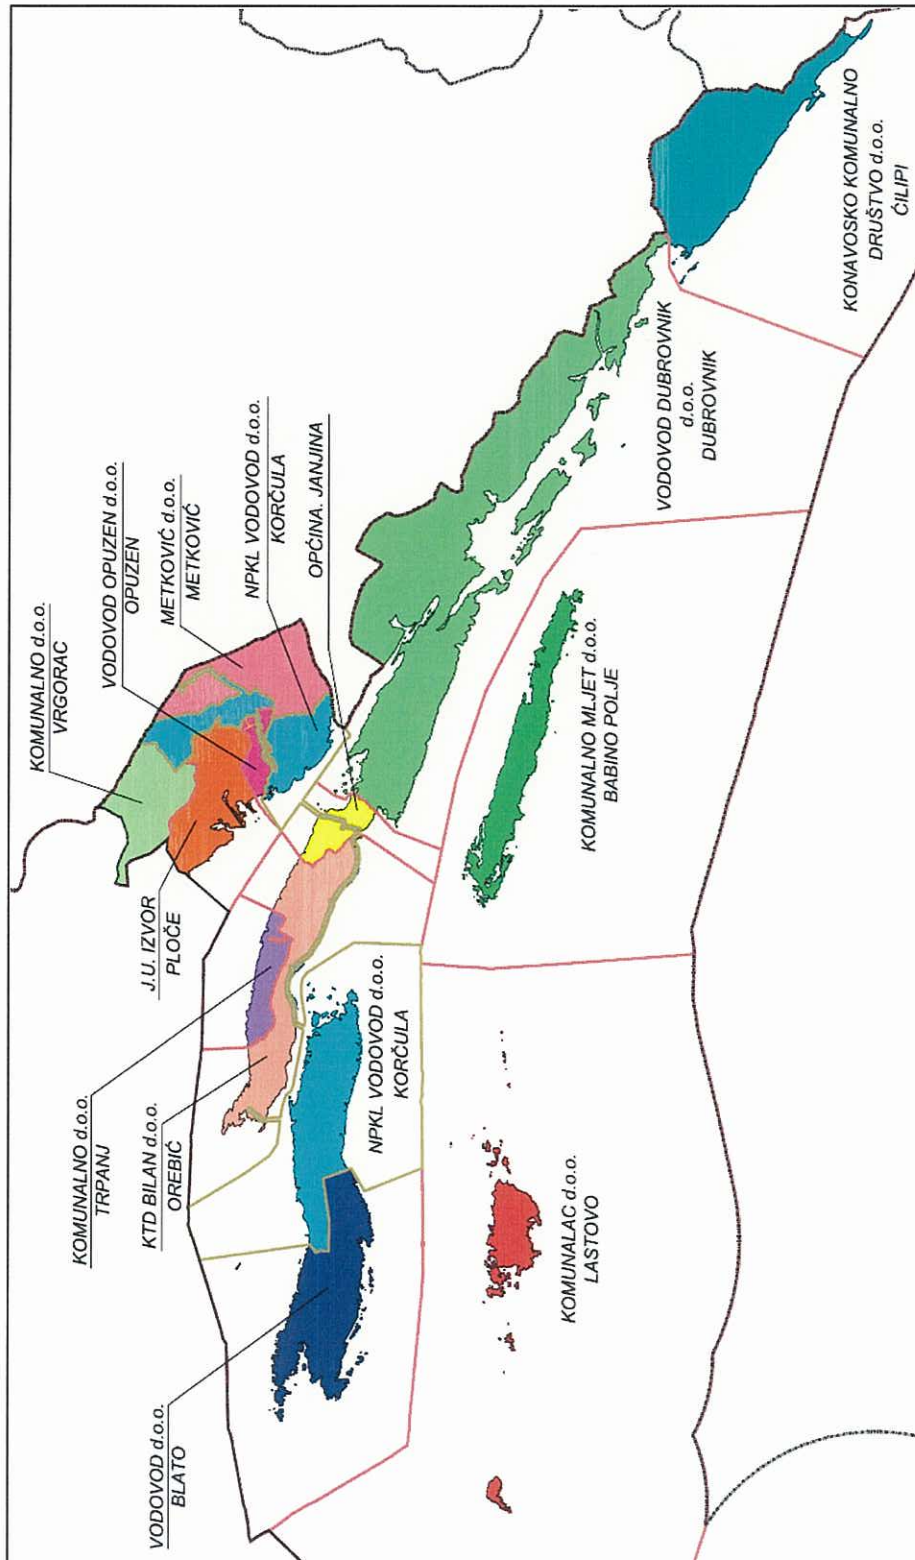 KOMUNALNO d.o.o.
VRGORAC
VODOVOD OPUZEN d.o.o.
OPUZEN
METKOVIĆ d.o.o.
METKOVIĆ
NPKL VODOVOD d.o.o.
KORČULA
OPĆINA. JANJINA
J.U. IZVOR
PLOČE
KOMUNALNO d.o.o.
TRPANJ
KTD BILAN d.o.o.
OREBIĆ
VODOVOD d.o.o.
BLATO
NPKL VODOVOD d.o.o.
KORČULA
KOMUNALAC d.o.o.
LASTOVO
KOMUNALNO MLJET d.o.o.
BABINO POLJE
VODOVOD DUBROVNIK
d.o.o.
DUBROVNIK
KONAVOSKO KOMUNALNO
DRUŠTVO d.o.o.
ĆILIPI